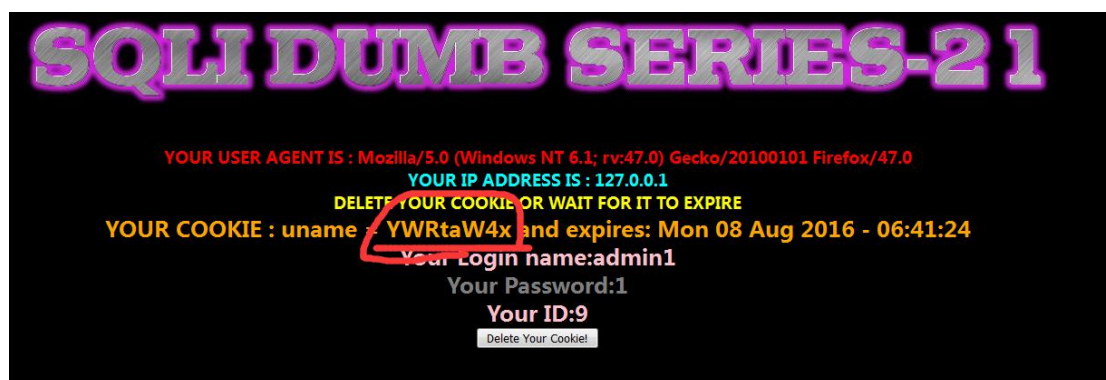 SQLI DUMB SERIES-21
YOUR USER AGENT IS : Mozilla/5.0 (Windows NT 6.1; rv:47.0) Gecko/20100101 Firefox/47.0
YOUR IP ADDRESS IS : 127.0.0.1
DELETE YOUR COOKIE OR WAIT FOR IT TO EXPIRE
YOUR COOKIE : uname = YWRtaW4x and expires: Mon 08 Aug 2016 - 06:41:24
Your Login name:admin1
Your Password:1
Your ID:9
Delete Your Cookie!